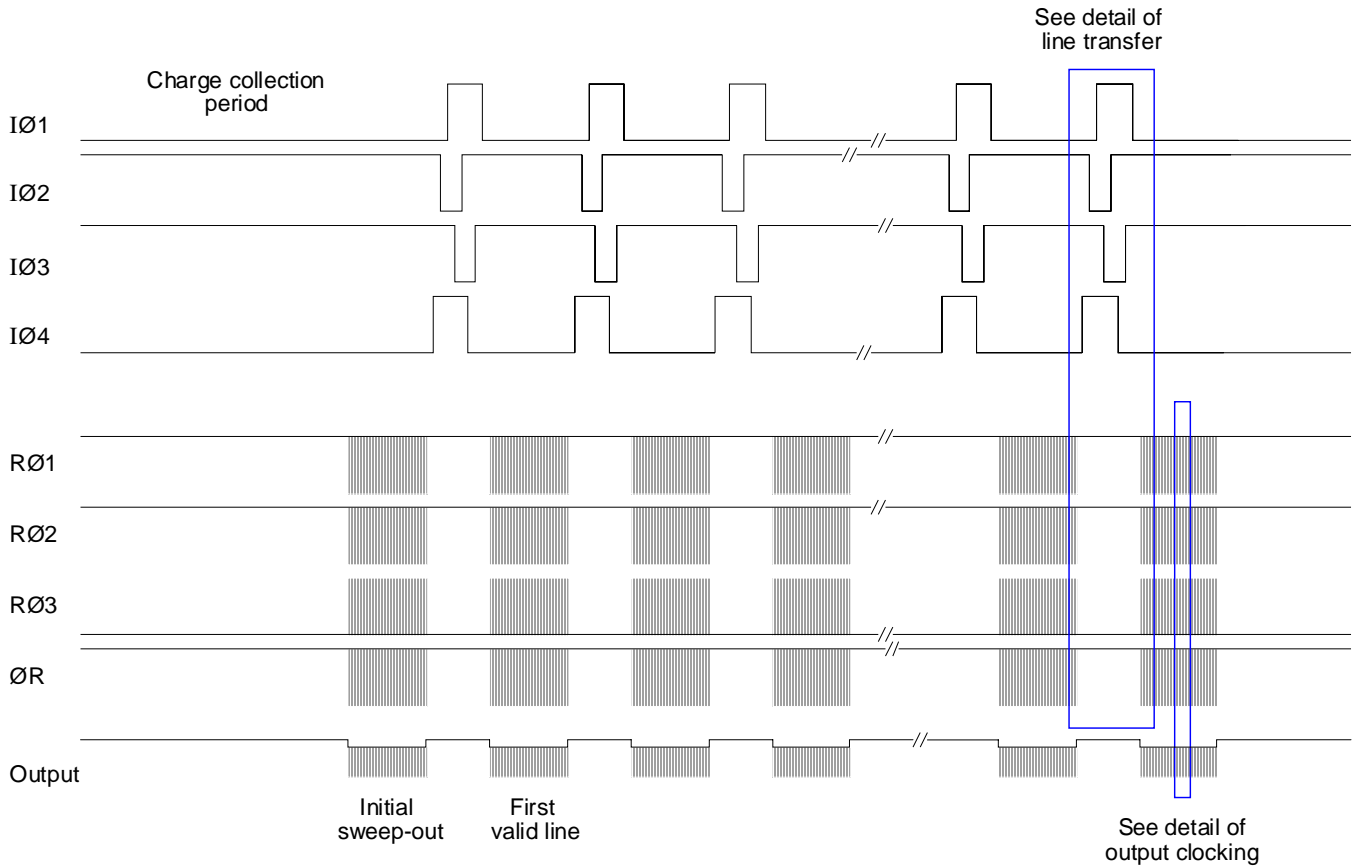 See detail of
line transfer
Charge collection
period
IØ1
IØ2
IØ3
IØ4
RØ1
RØ2
RØ3
ØR
Output
Initial
sweep-out
First
valid line
See detail of
output clocking